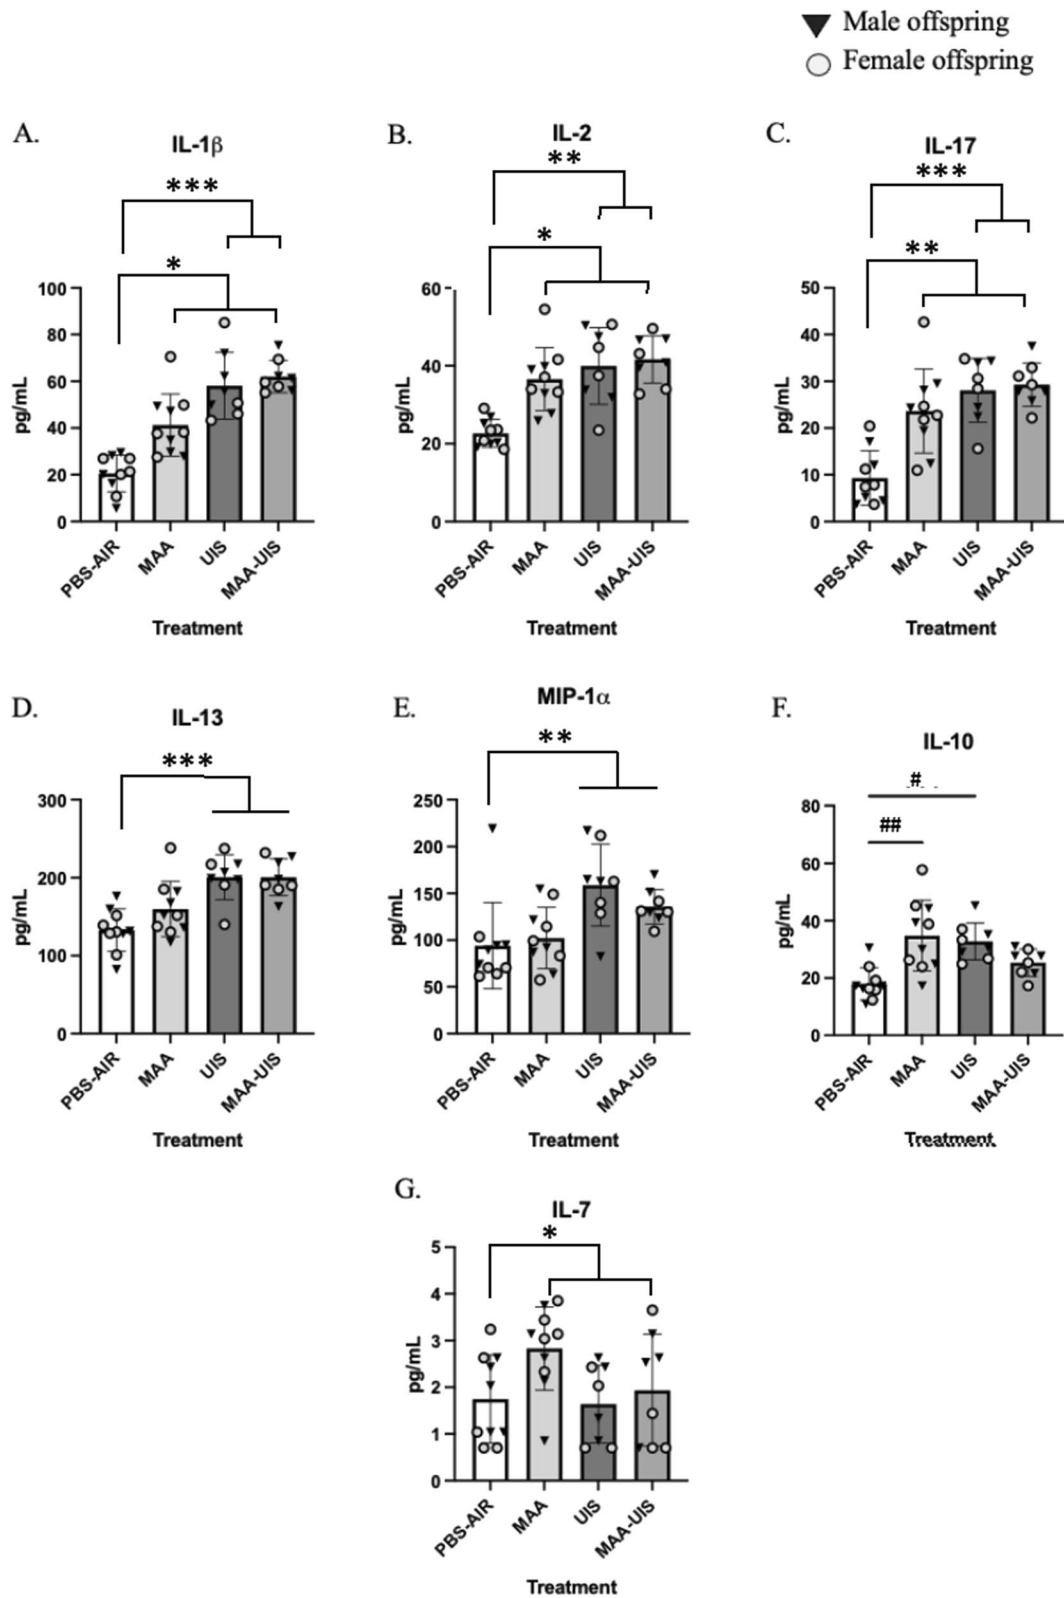 Male offspring
Female offspring
A.
IL-1β
***
*
100
80
60
40
20
0
pg/mL
PBS-AIR
MAA
UIS
MAA-UIS
Treatment
B.
IL-2
**
*
60
40
20
0
pg/mL
PBS-AIR
MAA
UIS
MAA-UIS
Treatment
C.
IL-17
***
**
50
40
30
20
10
0
pg/mL
PBS-AIR
MAA
UIS
MAA-UIS
Treatment
D.
IL-13
***
300
200
100
0
pg/mL
PBS-AIR
MAA
UIS
MAA-UIS
Treatment
E.
MIP-1α
**
250
200
150
100
50
0
pg/mL
PBS-AIR
MAA
UIS
MAA-UIS
Treatment
F.
IL-10
#
##
80
60
40
20
0
pg/mL
PBS-AIR
MAA
UIS
MAA-UIS
Treatment
G.
IL-7
*
5
4
3
2
1
0
pg/mL
PBS-AIR
MAA
UIS
MAA-UIS
Treatment